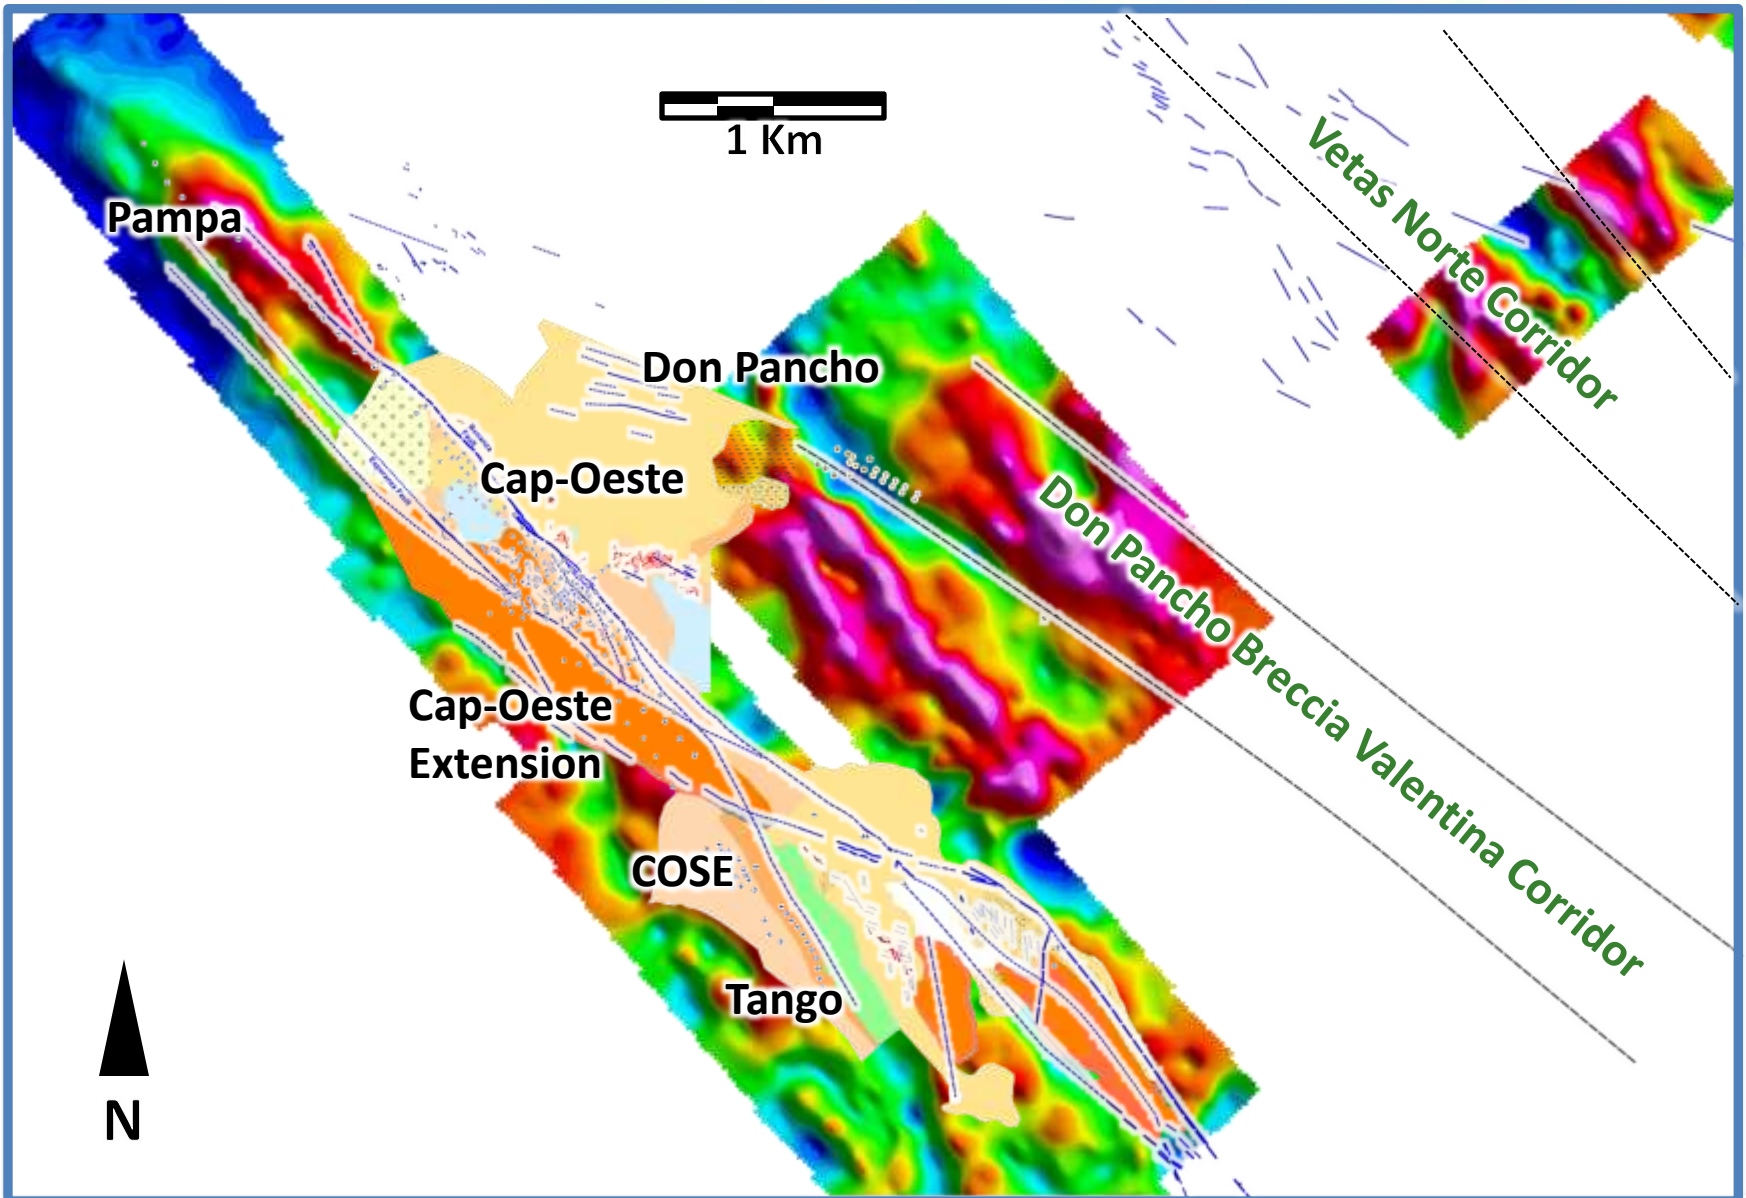 1 Km
Vetas Norte Corridor
Pampa
Don Pancho
Cap-Oeste
Don Pancho Breccia Valentina Corridor
Cap-Oeste
Extension
COSE
Tango
N